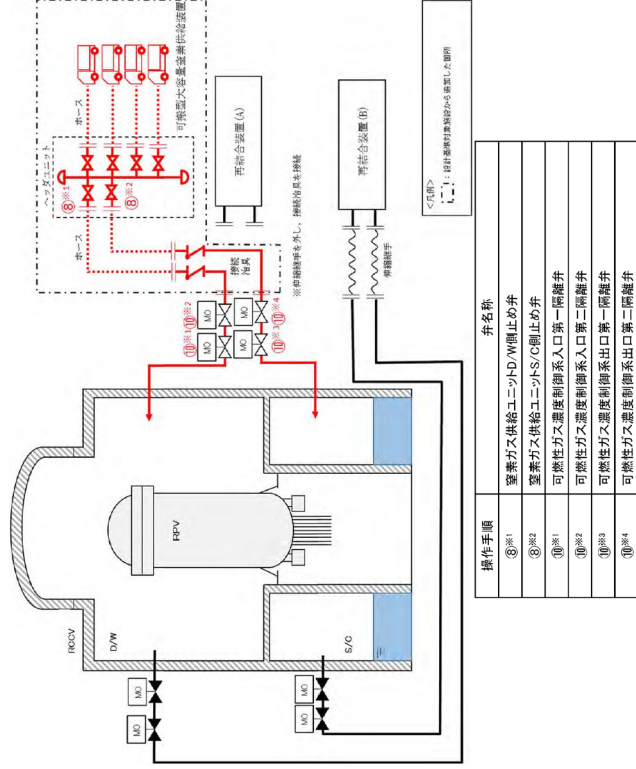 可搬型大容量窒素供給装置
ホース
ヘッダユニット
⑧※1
⑧※2
ホース
接続
治具
再結合装置(A)
※伸縮継手を外し、接続治具を接続
⑩※1
⑩※2
MO
MO
MO
MO
⑩※3
⑩※4
再結合装置(B)
伸縮継手
<凡例>
:設計基準対象施設から追加した箇所
RCCV
D/W
RPV
S/C
MO
MO
MO
MO
操作手順 弁名称
⑧※1 窒素ガス供給ユニットD/W側止め弁
⑧※2 窒素ガス供給ユニットS/C側止め弁
⑩※1 可燃性ガス濃度制御系入口第一隔離弁
⑩※2 可燃性ガス濃度制御系入口第二隔離弁
⑩※3 可燃性ガス濃度制御系出口第一隔離弁
⑩※4 可燃性ガス濃度制御系出口第二隔離弁